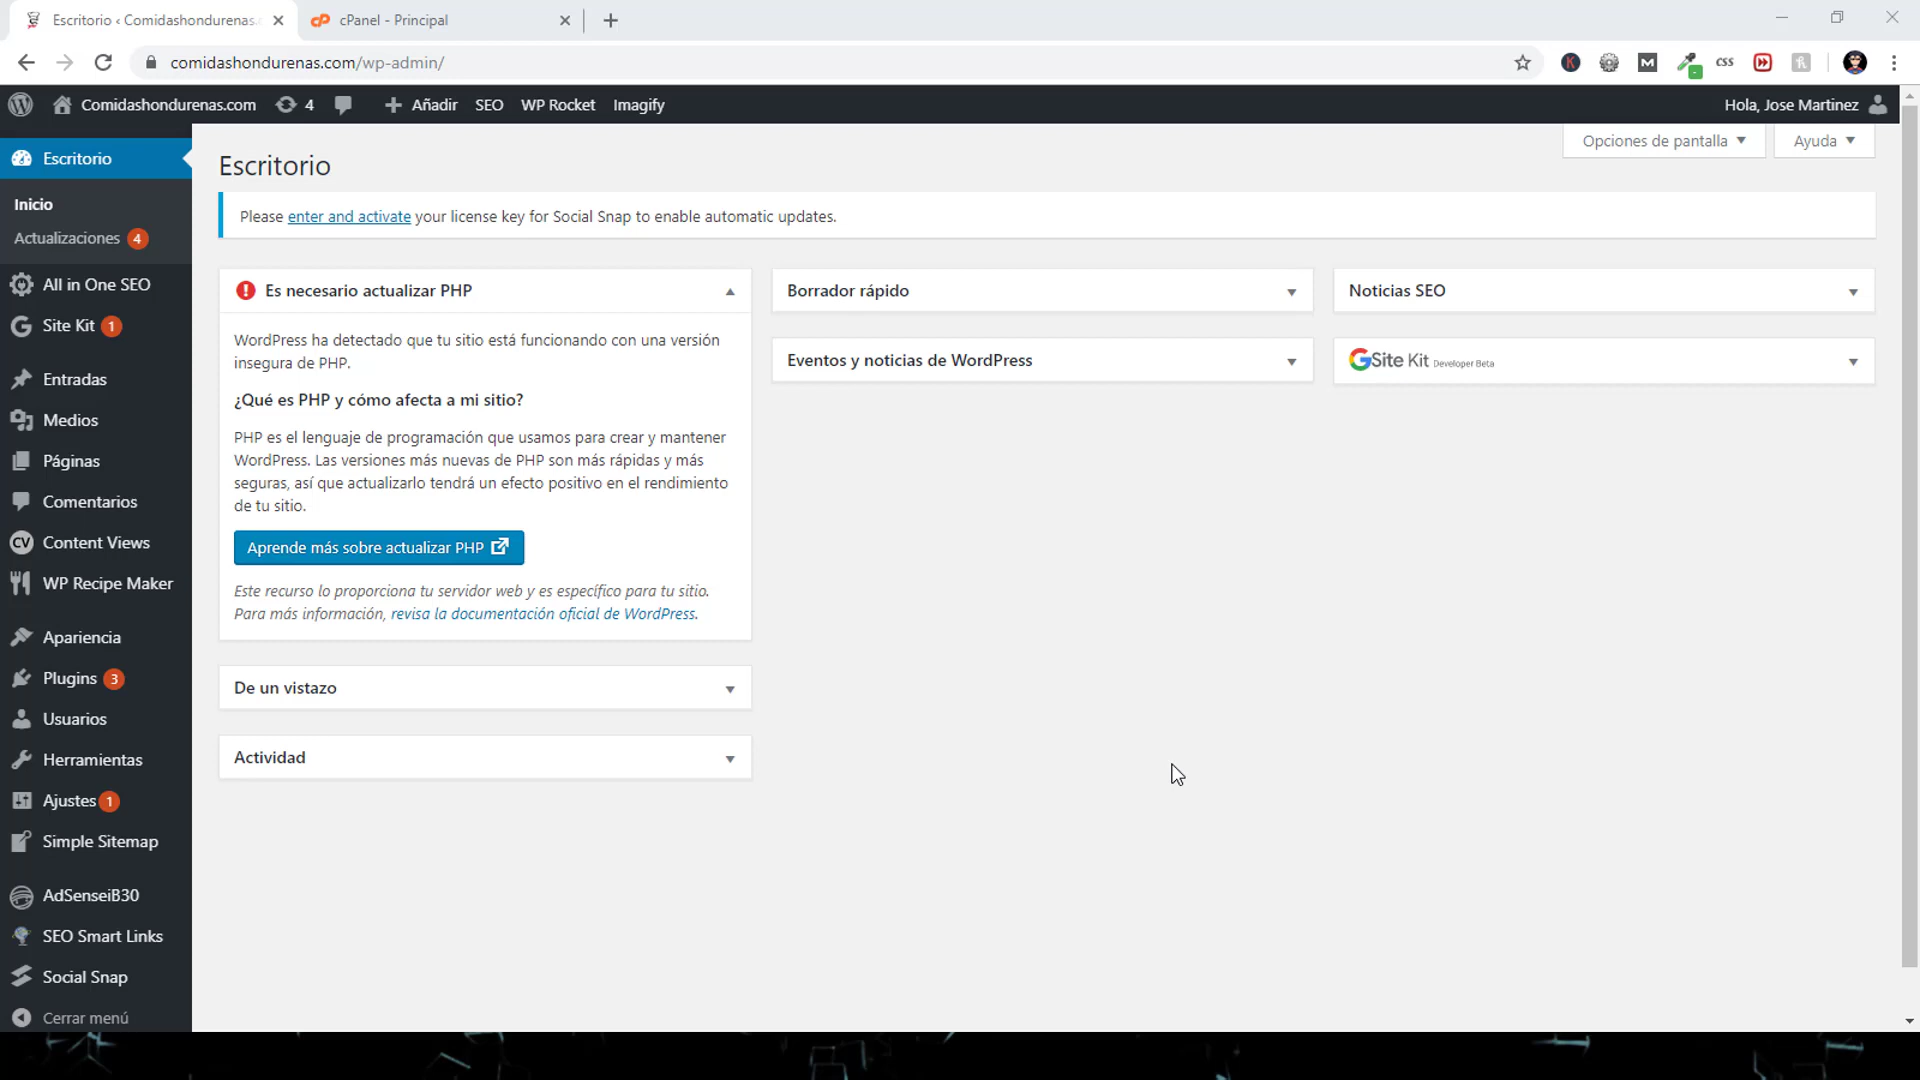 Escritorio ‹ Comidashondurenas.
cPanel - Principal
comidashondurenas.com/wp-admin/
css
Comidashondurenas.com
4
Añadir
SEO
WP Rocket
Imagify
Hola, Jose Martinez
Escritorio
Inicio
Actualizaciones 4
All in One SEO
Site Kit 1
Entradas
Medios
Páginas
Comentarios
Content Views
WP Recipe Maker
Apariencia
Plugins 3
Usuarios
Herramientas
Ajustes 1
Simple Sitemap
AdSenseiB30
SEO Smart Links
Social Snap
Cerrar menú
Opciones de pantalla
Ayuda
Escritorio
Please enter and activate your license key for Social Snap to enable automatic updates.
Es necesario actualizar PHP
WordPress ha detectado que tu sitio está funcionando con una versión
insegura de PHP.
¿Qué es PHP y cómo afecta a mi sitio?
PHP es el lenguaje de programación que usamos para crear y mantener
WordPress. Las versiones más nuevas de PHP son más rápidas y más
seguras, así que actualizarlo tendrá un efecto positivo en el rendimiento
de tu sitio.
Aprende más sobre actualizar PHP
Este recurso lo proporciona tu servidor web y es específico para tu sitio.
Para más información, revisa la documentación oficial de WordPress.
De un vistazo
Actividad
Borrador rápido
Eventos y noticias de WordPress
Noticias SEO
Site Kit Developer Beta